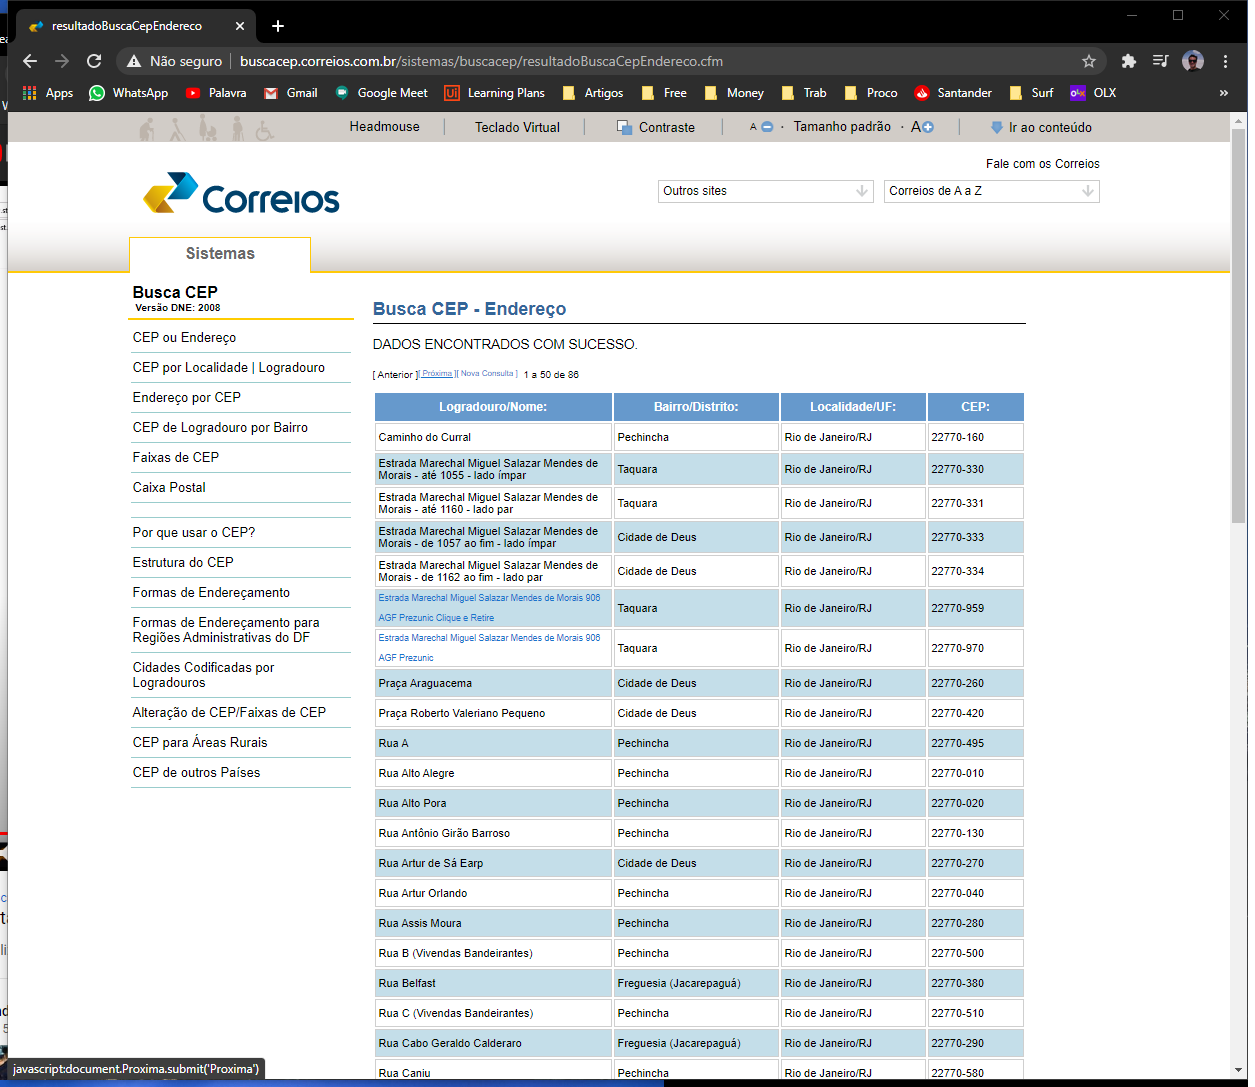 resultadoBuscaCepEndereco
Não seguro buscacep.correios.com.br/sistemas/buscacep/resultadoBuscaCepEndereco.cfm
Apps WhatsApp Palavra Gmail Google Meet Learning Plans Artigos Free Money Trab Proco Santander Surf OLX »
Headmouse Teclado Virtual Contraste A · Tamanho padrão · A Ir ao conteúdo
Fale com os Correios
Correios
Outros sites
Correios de A a Z
Sistemas
Busca CEP
Versão DNE: 2008
CEP ou Endereço
CEP por Localidade | Logradouro
Endereço por CEP
CEP de Logradouro por Bairro
Faixas de CEP
Caixa Postal
Por que usar o CEP?
Estrutura do CEP
Formas de Endereçamento
Formas de Endereçamento para
Regiões Administrativas do DF
Cidades Codificadas por
Logradouros
Alteração de CEP/Faixas de CEP
CEP para Áreas Rurais
CEP de outros Países
Busca CEP - Endereço
DADOS ENCONTRADOS COM SUCESSO.
[ Anterior ][ Próxima ][ Nova Consulta ] 1 a 50 de 86
Logradouro/Nome: Bairro/Distrito: Localidade/UF: CEP:
Caminho do Curral Pechincha Rio de Janeiro/RJ 22770-160
Estrada Marechal Miguel Salazar Mendes de
Morais - até 1055 - lado ímpar Taquara Rio de Janeiro/RJ 22770-330
Estrada Marechal Miguel Salazar Mendes de
Morais - até 1160 - lado par Taquara Rio de Janeiro/RJ 22770-331
Estrada Marechal Miguel Salazar Mendes de
Morais - de 1057 ao fim - lado ímpar Cidade de Deus Rio de Janeiro/RJ 22770-333
Estrada Marechal Miguel Salazar Mendes de
Morais - de 1162 ao fim - lado par Cidade de Deus Rio de Janeiro/RJ 22770-334
Estrada Marechal Miguel Salazar Mendes de Morais 906
AGF Prezunic Clique e Retire Taquara Rio de Janeiro/RJ 22770-959
Estrada Marechal Miguel Salazar Mendes de Morais 906
AGF Prezunic Taquara Rio de Janeiro/RJ 22770-970
Praça Araguacema Cidade de Deus Rio de Janeiro/RJ 22770-260
Praça Roberto Valeriano Pequeno Cidade de Deus Rio de Janeiro/RJ 22770-420
Rua A Pechincha Rio de Janeiro/RJ 22770-495
Rua Alto Alegre Pechincha Rio de Janeiro/RJ 22770-010
Rua Alto Pora Pechincha Rio de Janeiro/RJ 22770-020
Rua Antônio Girão Barroso Pechincha Rio de Janeiro/RJ 22770-130
Rua Artur de Sá Earp Cidade de Deus Rio de Janeiro/RJ 22770-270
Rua Artur Orlando Pechincha Rio de Janeiro/RJ 22770-040
Rua Assis Moura Pechincha Rio de Janeiro/RJ 22770-280
Rua B (Vivendas Bandeirantes) Pechincha Rio de Janeiro/RJ 22770-500
Rua Belfast Freguesia (Jacarepaguá) Rio de Janeiro/RJ 22770-380
Rua C (Vivendas Bandeirantes) Pechincha Rio de Janeiro/RJ 22770-510
Rua Cabo Geraldo Calderaro Freguesia (Jacarepaguá) Rio de Janeiro/RJ 22770-290
Rua Caniu Pechincha Rio de Janeiro/RJ 22770-580
javascript:document.Proxima.submit('Proxima')